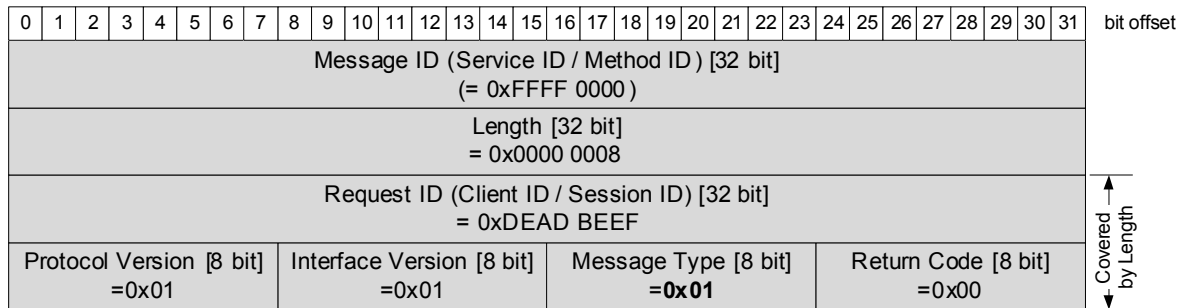 0 1 2 3 4 5 6 7 8 9 10 11 12 13 14 15 16 17 18 19 20 21 22 23 24 25 26 27 28 29 30 31 bit offset
Message ID (Service ID / Method ID) [32 bit]
(= 0xFFFF 0000)
Length [32 bit]
= 0x0000 0008
Request ID (Client ID / Session ID) [32 bit]
= 0xDEAD BEEF
Protocol Version [8 bit]
=0x01
Interface Version [8 bit]
=0x01
Message Type [8 bit]
=0x01
Return Code [8 bit]
=0x00
Covered
by Length